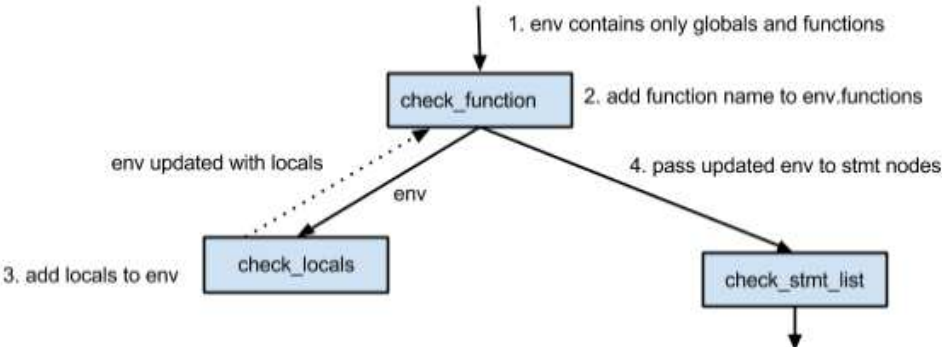 1. env contains only globals and functions
check_function
2. add function name to env.functions
env updated with locals
4. pass updated env to stmt nodes
env
3. add locals to env
check_locals
check_stmt_list